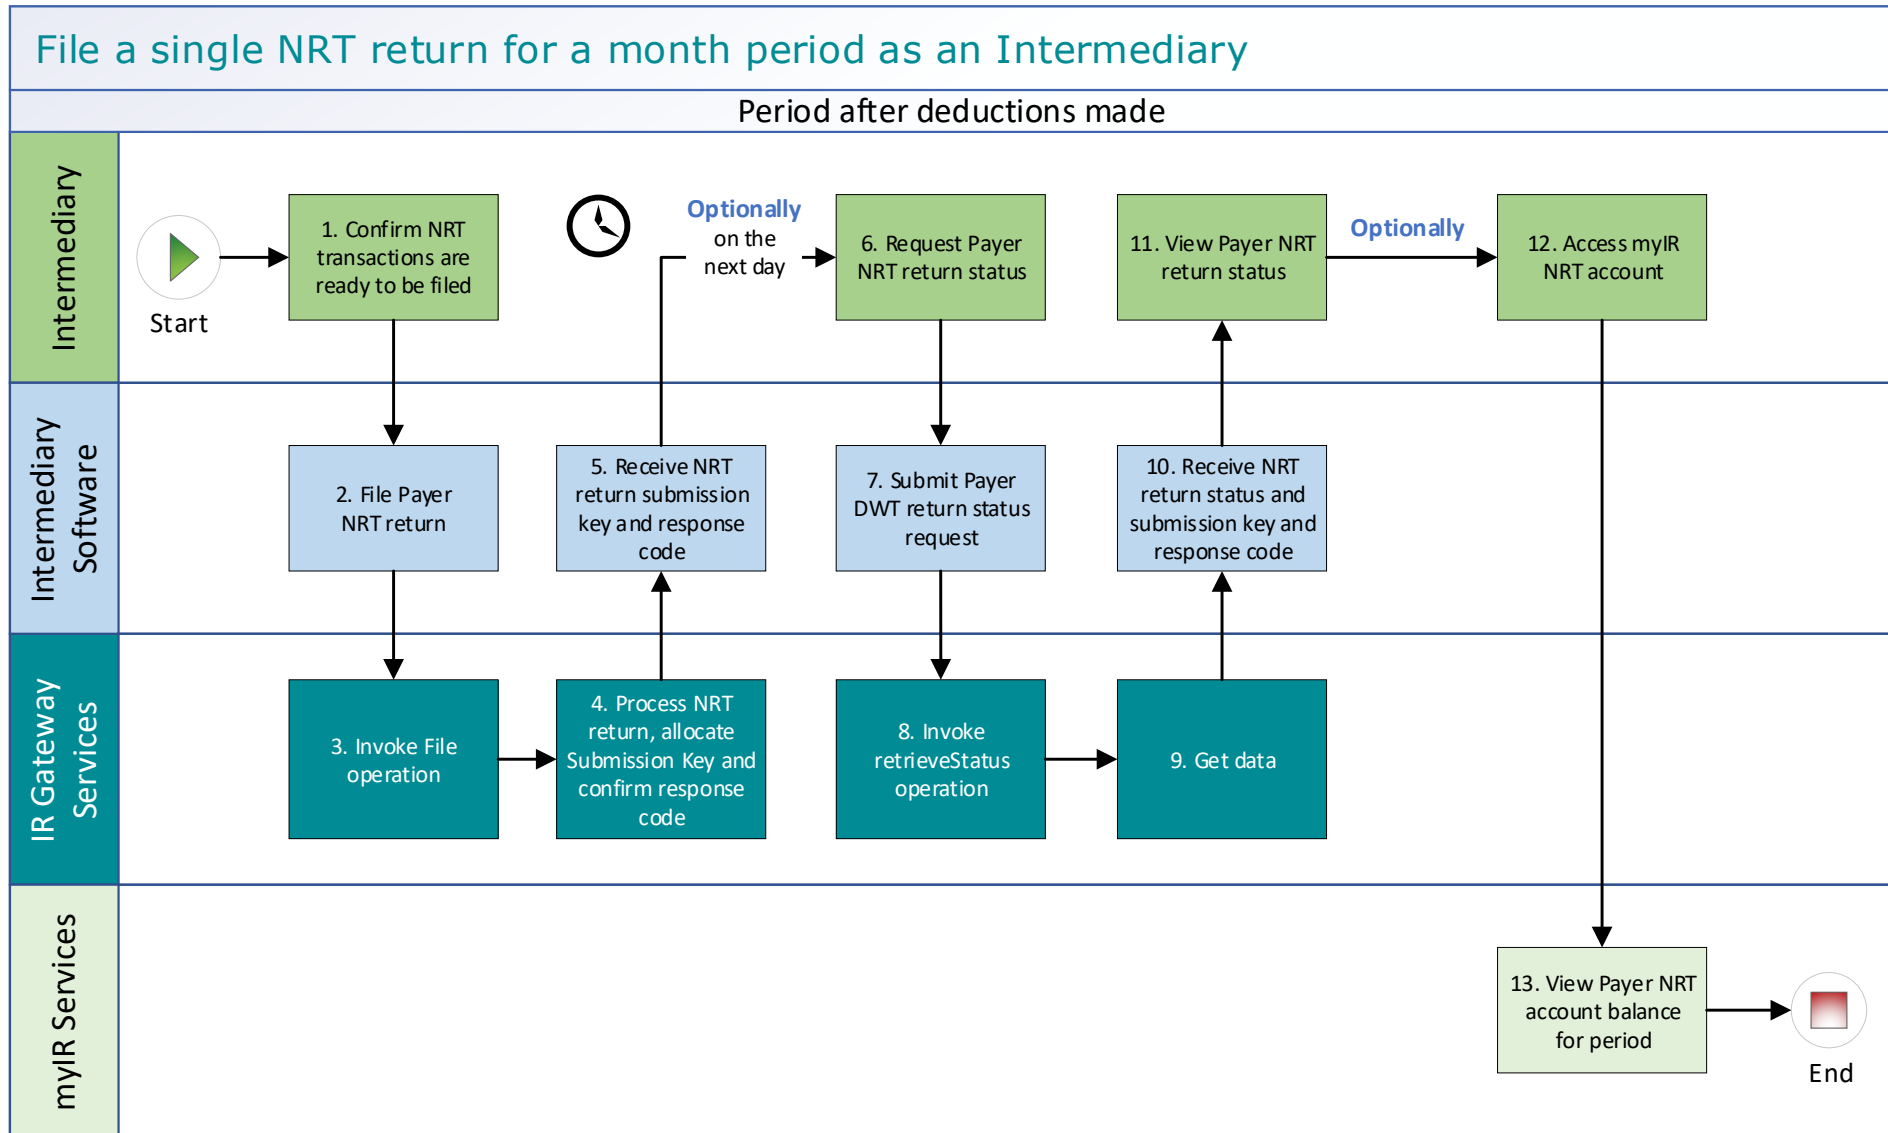 File a single NRT return for a month period as an Intermediary
Period after deductions made
Intermediary
Start
1. Confirm NRT
transactions are
ready to be filed
Optionally
on the
next day
6. Request Payer
NRT return status
11. View Payer NRT
return status
Optionally
12. Access myIR
NRT account
Intermediary
Software
2. File Payer
NRT return
5. Receive NRT
return submission
key and response
code
7. Submit Payer
DWT return status
request
10. Receive NRT
return status and
submission key and
response code
IR Gateway
Services
3. Invoke File
operation
4. Process NRT
return, allocate
Submission Key and
confirm response
code
8. Invoke
retrieveStatus
operation
9. Get data
myIR Services
13. View Payer NRT
account balance
for period
End